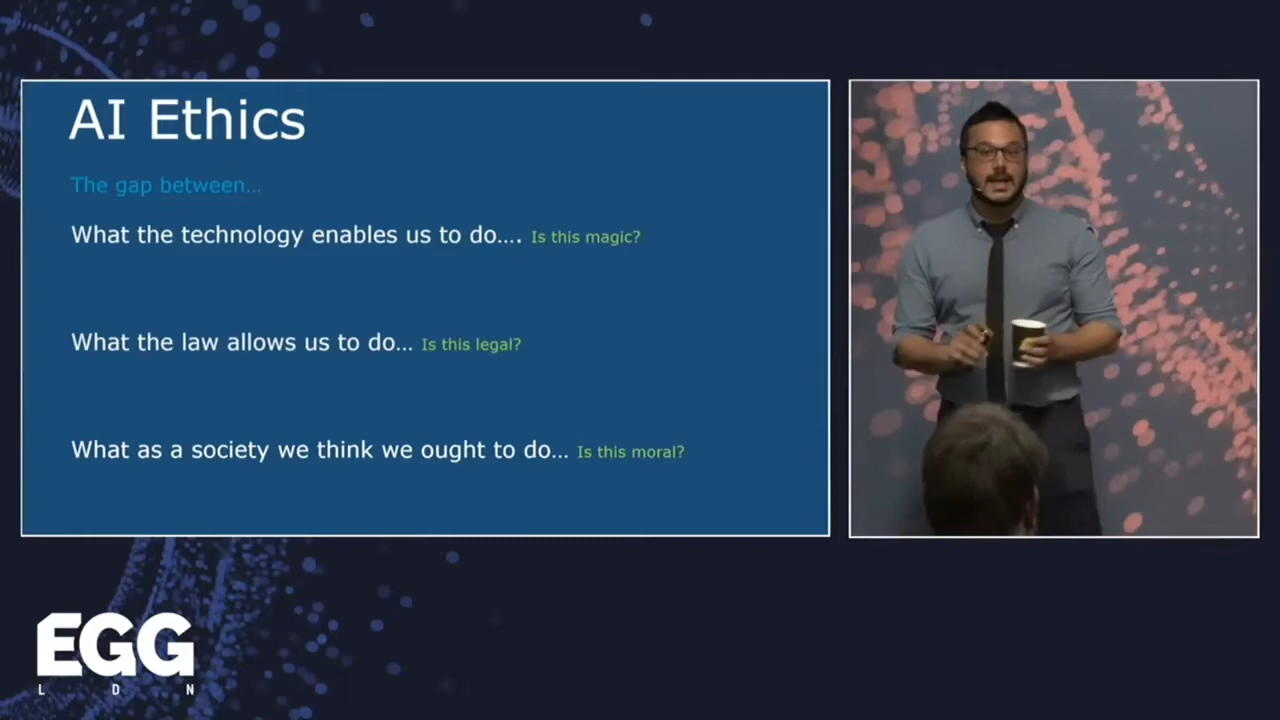 AI Ethics
The gap between...
What the technology enables us to do.... Is this magic?
What the law allows us to do... Is this legal?
What as a society we think we ought to do... Is this moral?
EGG
L D N